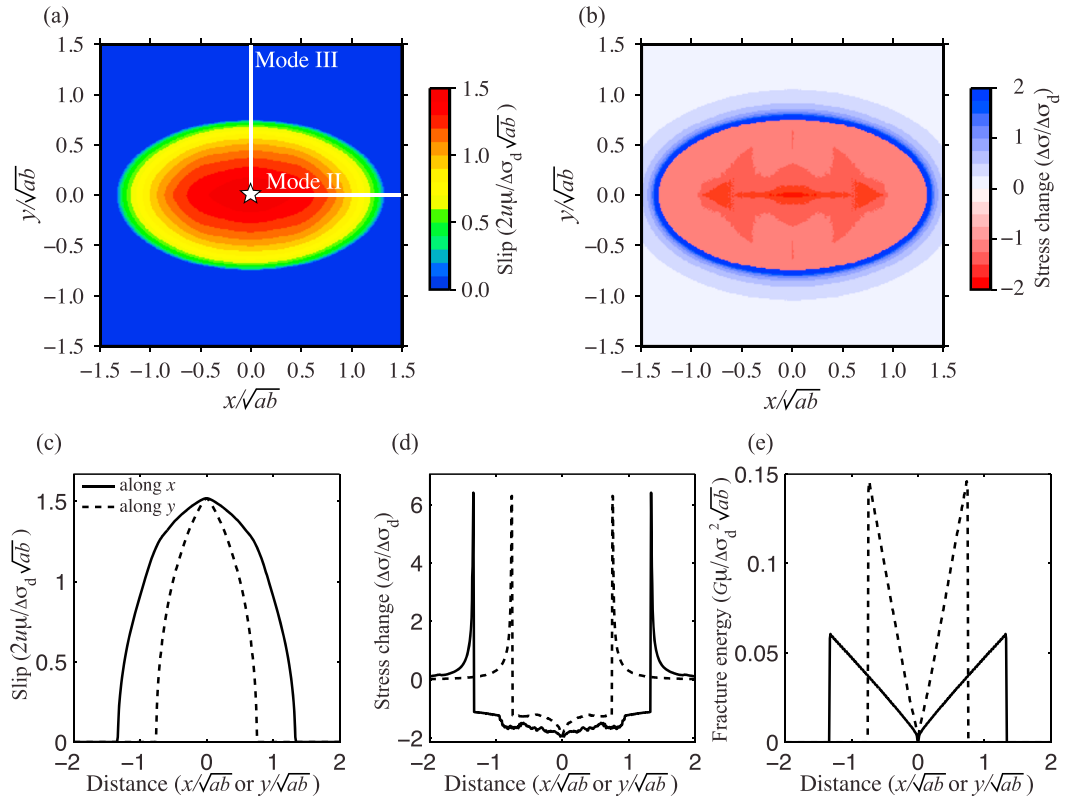 (a)
1.5
1.0
0.5
0.0
−0.5
−1.0
−1.5
y/√ab
Mode III
Mode II
−1.5 −1.0 −0.5 0.0 0.5 1.0 1.5
x/√ab
1.5
1.0
0.5
0.0
Slip (2uμ/Δσd√ab)
(b)
1.5
1.0
0.5
0.0
−0.5
−1.0
−1.5
y/√ab
−1.5 −1.0 −0.5 0.0 0.5 1.0 1.5
x/√ab
2
1
0
−1
−2
Stress change (Δσ/Δσd)
(c)
1.5
1
0.5
0
Slip (2uμ/Δσd√ab)
along x
along y
−2 −1 0 1 2
Distance (x/√ab or y/√ab)
(d)
6
4
2
0
−2
Stress change (Δσ/Δσd)
−2 −1 0 1 2
Distance (x/√ab or y/√ab)
(e)
0.15
0.1
0.05
0
Fracture energy (Gμ/Δσd²√ab)
−2 −1 0 1 2
Distance (x/√ab or y/√ab)